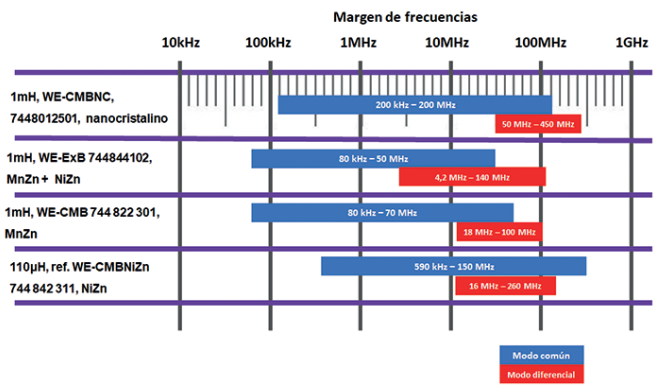 Margen de frecuencias
10kHz 100kHz 1MHz 10MHz 100MHz 1GHz
1mH, WE-CMBNC,
7448012501, nanocristalino
200 kHz – 200 MHz
50 MHz – 450 MHz
1mH, WE-ExB 744844102,
MnZn + NiZn
80 kHz – 50 MHz
4,2 MHz – 140 MHz
1mH, WE-CMB 744 822 301,
MnZn
80 kHz – 70 MHz
18 MHz – 100 MHz
110µH, ref. WE-CMBNiZn
744 842 311, NiZn
590 kHz – 150 MHz
16 MHz – 260 MHz
Modo común
Modo diferencial